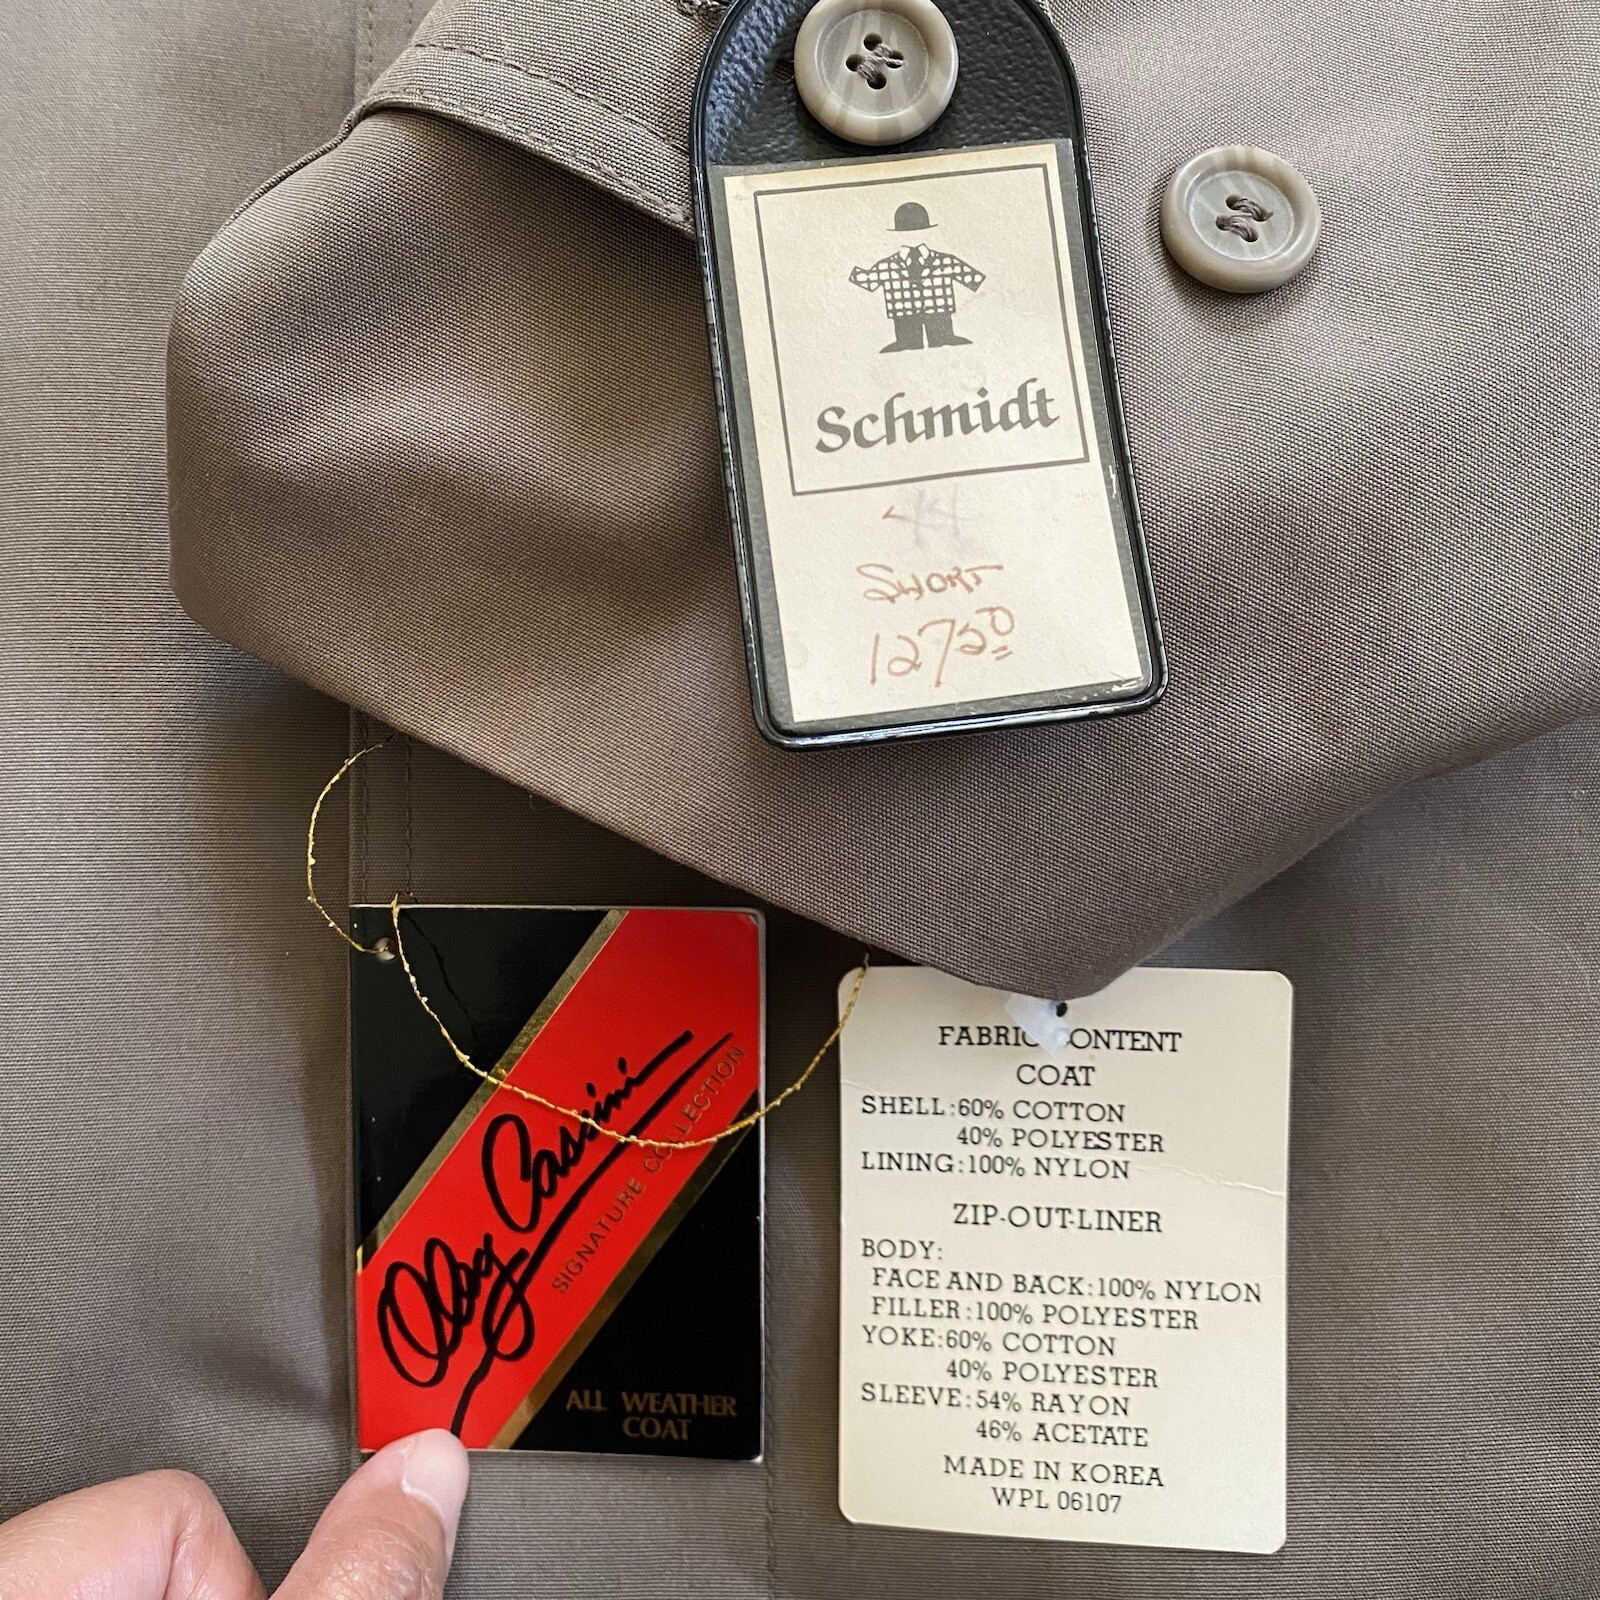 Schmidt
44
SHORT
127 50
Oleg Cassini
SIGNATURE COLLECTION
ALL WEATHER
COAT
FABRIC CONTENT
COAT
SHELL:60% COTTON
40% POLYESTER
LINING:100% NYLON
ZIP-OUT-LINER
BODY:
FACE AND BACK:100% NYLON
FILLER:100% POLYESTER
YOKE:60% COTTON
40% POLYESTER
SLEEVE:54% RAYON
46% ACETATE
MADE IN KOREA
WPL 06107